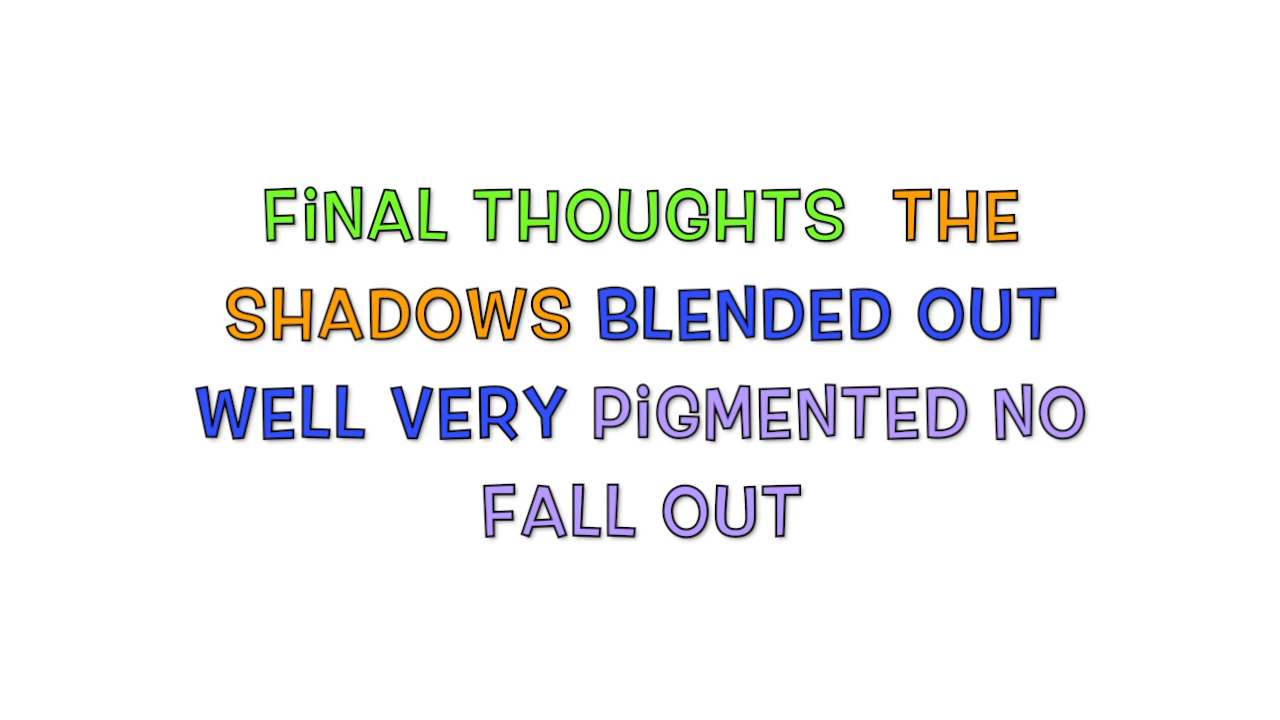 FiNAL THOUGHTS  THE
SHADOWS BLENDED OUT
WELL VERY PiGMENTED NO
FALL OUT